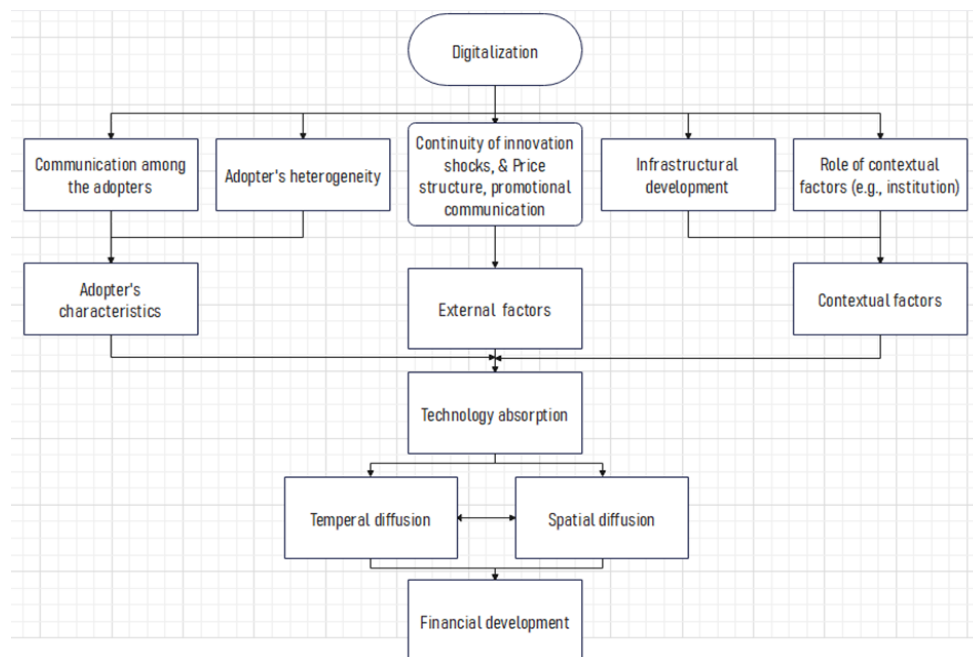 Digitalization
Communication among
the adopters
Adopter's heterogeneity
Continuity of innovation
shocks, & Price
structure, promotional
communication
Infrastructural
development
Role of contextual
factors (e.g., institution)
Adopter's
characteristics
External factors
Contextual factors
Technology absorption
Temperal diffusion
Spatial diffusion
Financial development